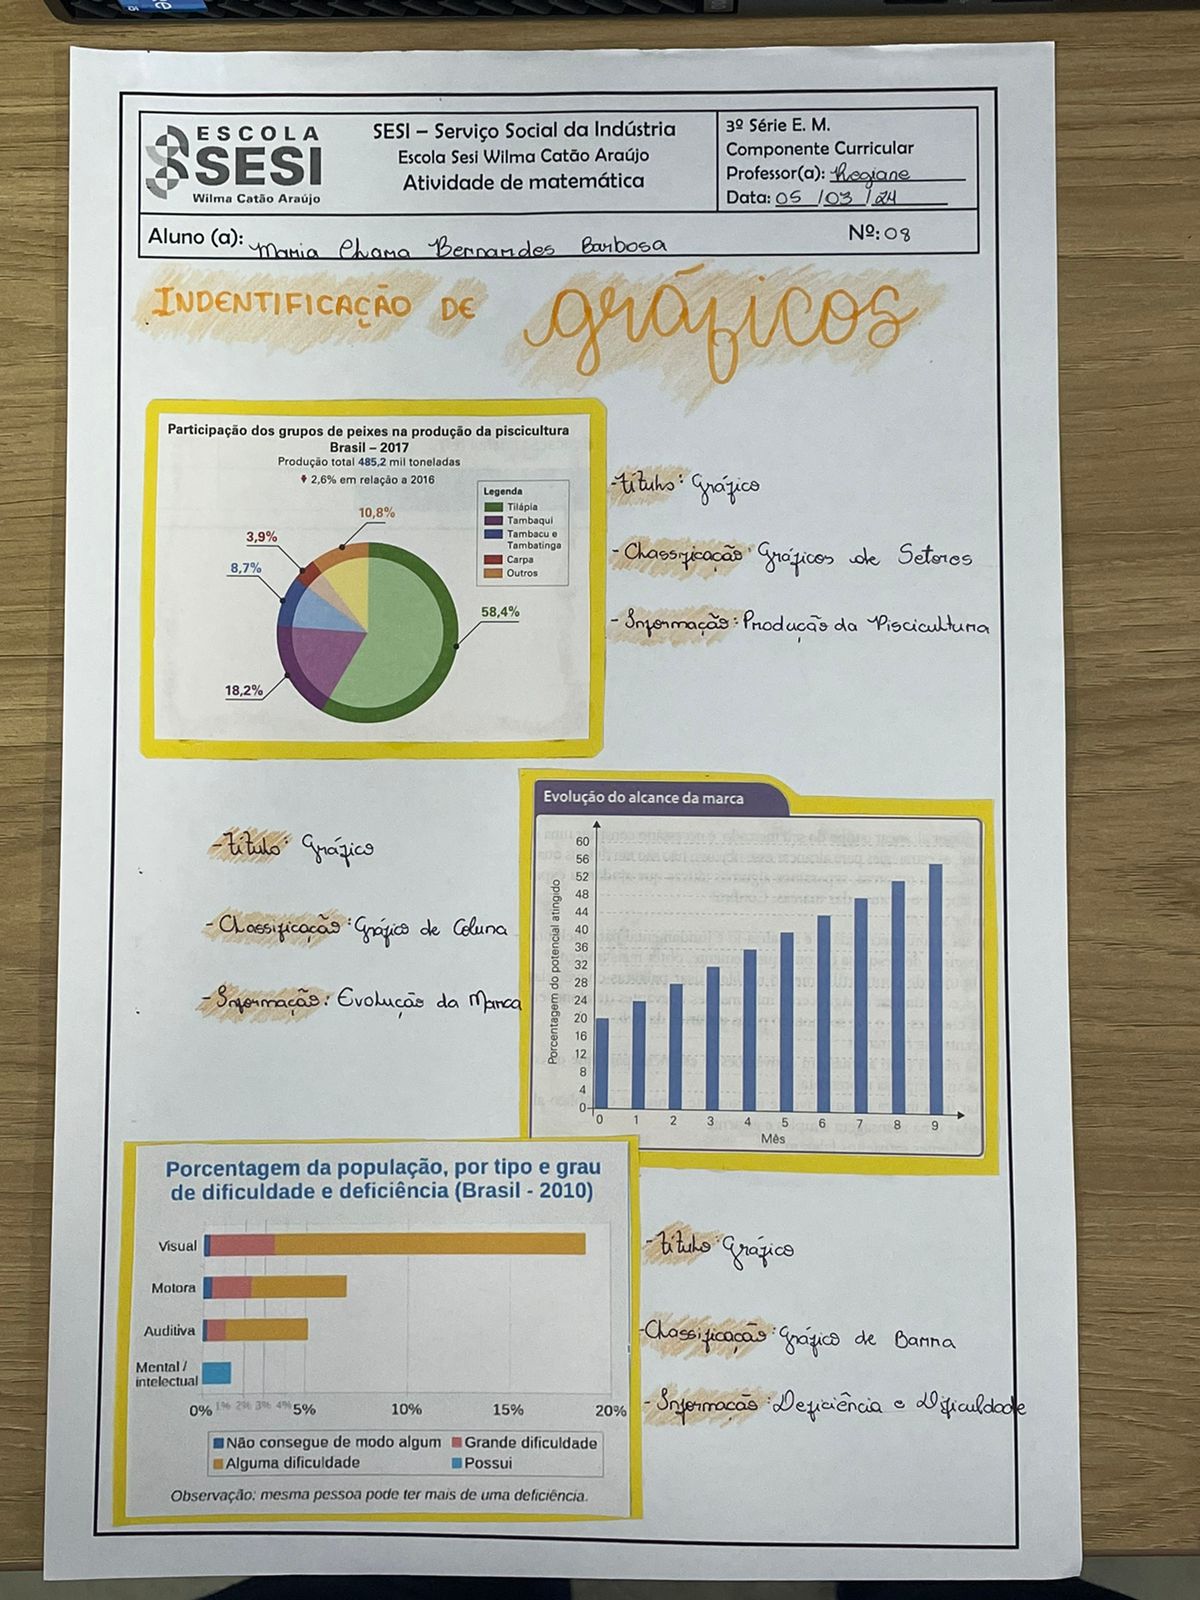 ESCOLA
SESI
Wilma Catão Araújo
SESI – Serviço Social da Indústria
Escola Sesi Wilma Catão Araújo
Atividade de matemática
3º Série E. M.
Componente Curricular
Professor(a): Regiane
Data: 05 /03 /24
Aluno (a): Maria Clara Bernardes Barbosa
Nº: 08
INDENTIFICAÇÃO DE gráficos
Participação dos grupos de peixes na produção da piscicultura
Brasil – 2017
Produção total 485,2 mil toneladas
2,6% em relação a 2016
Legenda
Tilápia
Tambaqui
Tambacu e
Tambatinga
Carpa
Outros
10,8%
3,9%
8,7%
58,4%
18,2%
- Título: Gráfico
- Classificação: Gráficos de Setores
- Informação: Produção da Piscicultura
Evolução do alcance da marca
Porcentagem do potencial atingido
60
56
52
48
44
40
36
32
28
24
20
16
12
8
4
0
0 1 2 3 4 5 6 7 8 9
Mês
- Título: Gráfico
- Classificação: Gráfico de Coluna
- Informação: Evolução da Marca
Porcentagem da população, por tipo e grau
de dificuldade e deficiência (Brasil - 2010)
Visual
Motora
Auditiva
Mental /
intelectual
0% 1% 2% 3% 4% 5% 10% 15% 20%
Não consegue de modo algum Grande dificuldade
Alguma dificuldade Possui
Observação: mesma pessoa pode ter mais de uma deficiência.
- Título: Gráfico
- Classificação: Gráfico de Barra
- Informação: Deficiência e Dificuldade